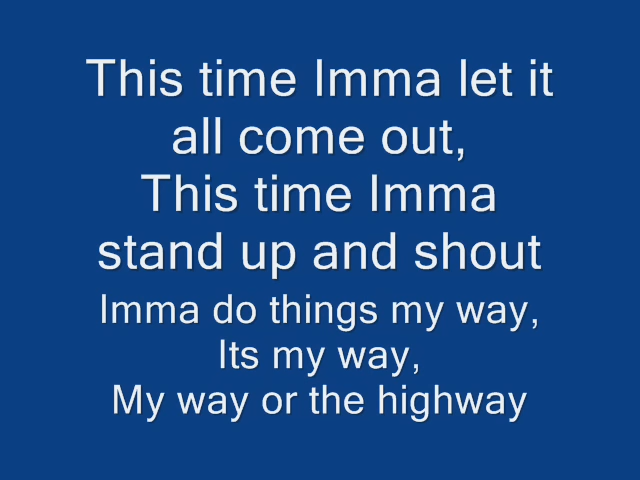 This time Imma let it
all come out,
This time Imma
stand up and shout
Imma do things my way,
Its my way,
My way or the highway